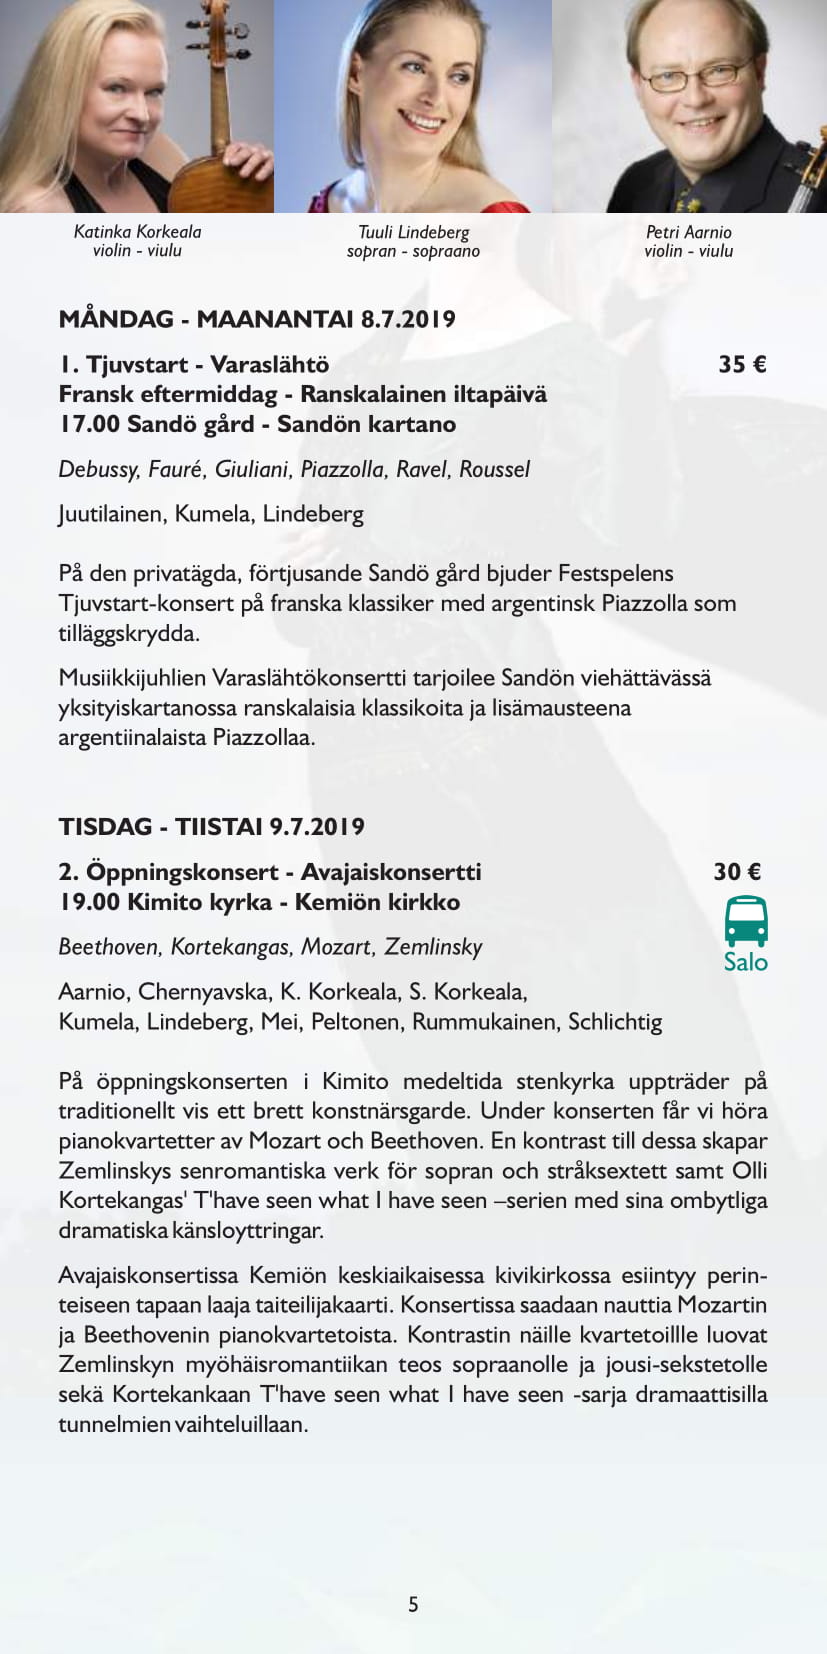 Katinka Korkeala
violin - viulu
Tuuli Lindeberg
sopran - sopraano
Petri Aarnio
violin - viulu
MÅNDAG - MAANANTAI 8.7.2019
1. Tjuvstart - Varaslähtö 35 €
Fransk eftermiddag - Ranskalainen iltapäivä
17.00 Sandö gård - Sandön kartano
Debussy, Fauré, Giuliani, Piazzolla, Ravel, Roussel
Juutilainen, Kumela, Lindeberg
På den privatägda, förtjusande Sandö gård bjuder Festspelens
Tjuvstart-konsert på franska klassiker med argentinsk Piazzolla som
tilläggskrydda.
Musiikkijuhlien Varaslähtökonsertti tarjoilee Sandön viehättävässä
yksityiskartanossa ranskalaisia klassikoita ja lisämausteena
argentiinalaista Piazzollaa.
TISDAG - TIISTAI 9.7.2019
2. Öppningskonsert - Avajaiskonsertti 30 €
19.00 Kimito kyrka - Kemiön kirkko
Salo
Beethoven, Kortekangas, Mozart, Zemlinsky
Aarnio, Chernyavska, K. Korkeala, S. Korkeala,
Kumela, Lindeberg, Mei, Peltonen, Rummukainen, Schlichtig
På öppningskonserten i Kimito medeltida stenkyrka uppträder på
traditionellt vis ett brett konstnärsgarde. Under konserten får vi höra
pianokvartetter av Mozart och Beethoven. En kontrast till dessa skapar
Zemlinskys senromantiska verk för sopran och stråksextett samt Olli
Kortekangas' T'have seen what I have seen –serien med sina ombytliga
dramatiska känsloyttringar.
Avajaiskonsertissa Kemiön keskiaikaisessa kivikirkossa esiintyy perin-
teiseen tapaan laaja taiteilijakaarti. Konsertissa saadaan nauttia Mozartin
ja Beethovenin pianokvartetoista. Kontrastin näille kvartetoillle luovat
Zemlinskyn myöhäisromantiikan teos sopraanolle ja jousi-sekstetolle
sekä Kortekankaan T'have seen what I have seen -sarja dramaattisilla
tunnelmien vaihteluillaan.
5